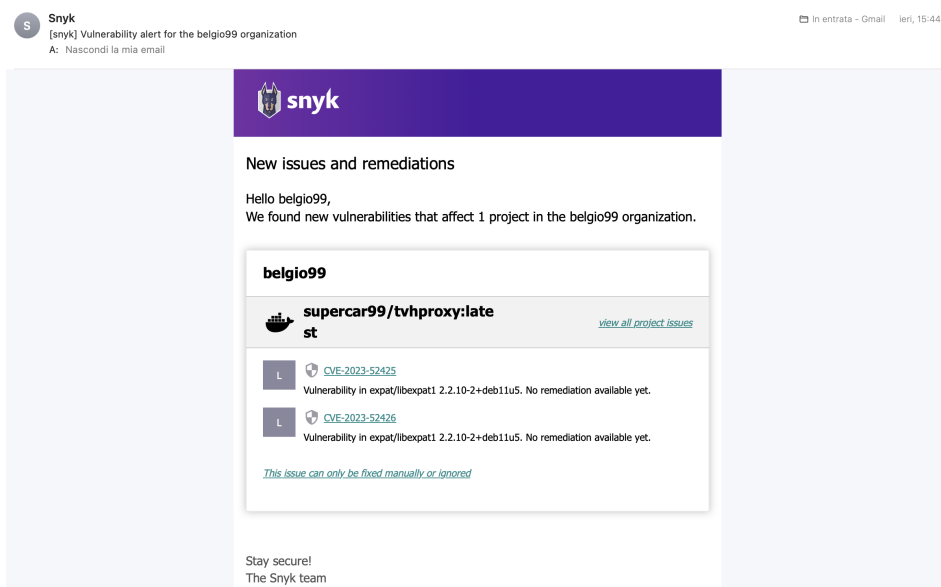 S
Snyk
[snyk] Vulnerability alert for the belgio99 organization
A: Nascondi la mia email
In entrata - Gmail ieri, 15:44
snyk
New issues and remediations
Hello belgio99,
We found new vulnerabilities that affect 1 project in the belgio99 organization.
belgio99
supercar99/tvhproxy:late
st
view all project issues
L
CVE-2023-52425
Vulnerability in expat/libexpat1 2.2.10-2+deb11u5. No remediation available yet.
L
CVE-2023-52426
Vulnerability in expat/libexpat1 2.2.10-2+deb11u5. No remediation available yet.
This issue can only be fixed manually or ignored
Stay secure!
The Snyk team